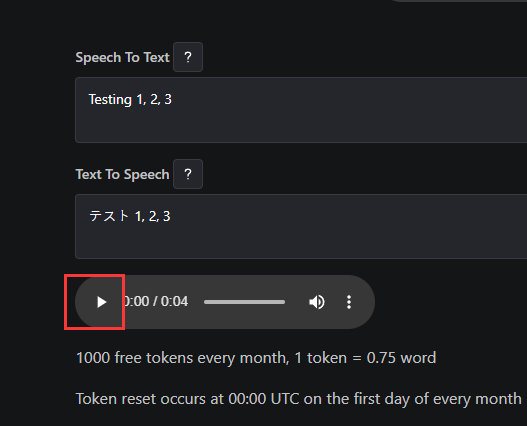 Speech To Text ?
Testing 1, 2, 3
Text To Speech ?
テスト 1, 2, 3
0:00 / 0:04
1000 free tokens every month, 1 token = 0.75 word
Token reset occurs at 00:00 UTC on the first day of every month